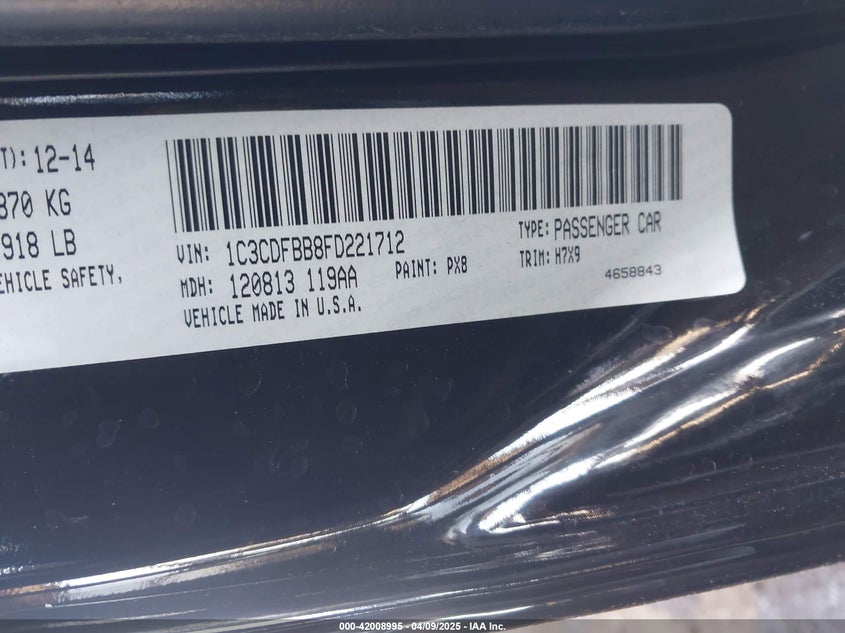 T): 12-14
870 KG
918 LB
EHICLE SAFETY,
VIN: 1C3CDFBB8FD221712
TYPE: PASSENGER CAR
MDH: 120813 119AA
PAINT: PX8
TRIM: H7X9
VEHICLE MADE IN U.S.A.
4658843
000-42008995 - 04/09/2025 - IAA Inc.